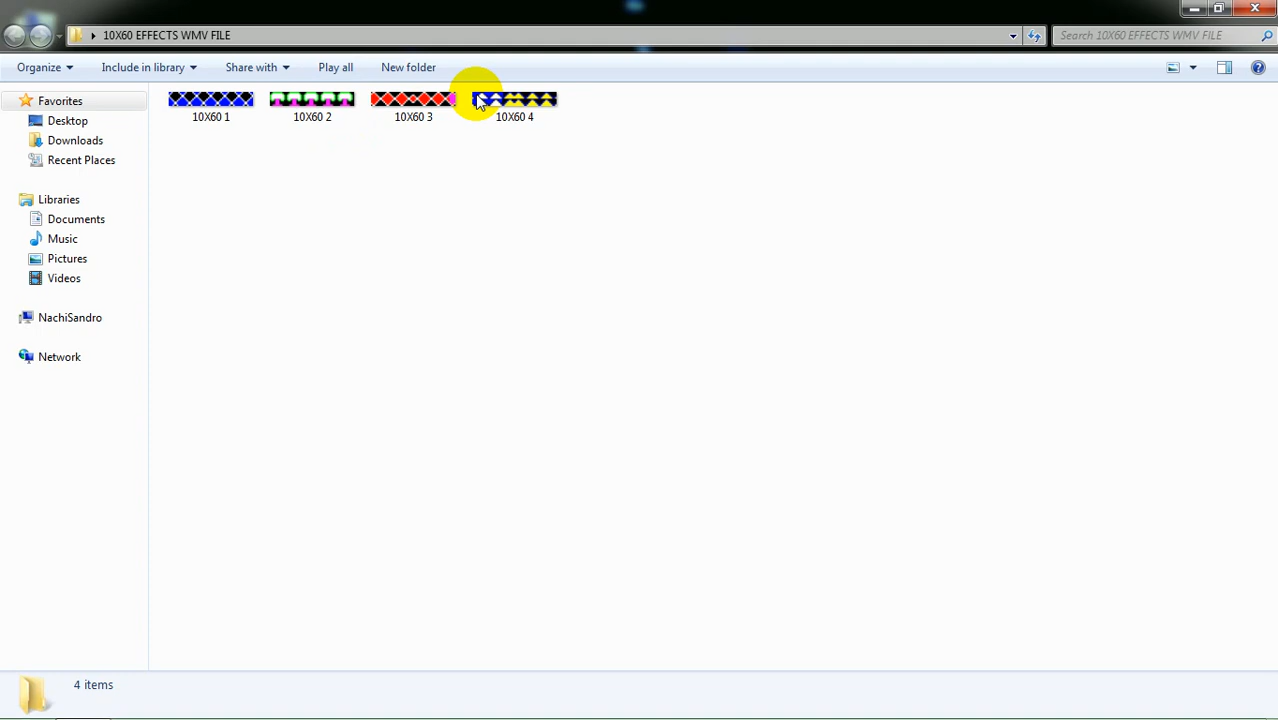 10X60 EFFECTS WMV FILE
Search 10X60 EFFECTS WMV FILE
Organize
Include in library
Share with
Play all
New folder
Favorites
Desktop
Downloads
Recent Places
Libraries
Documents
Music
Pictures
Videos
NachiSandro
Network
10X60 1
10X60 2
10X60 3
10X60 4
4 items